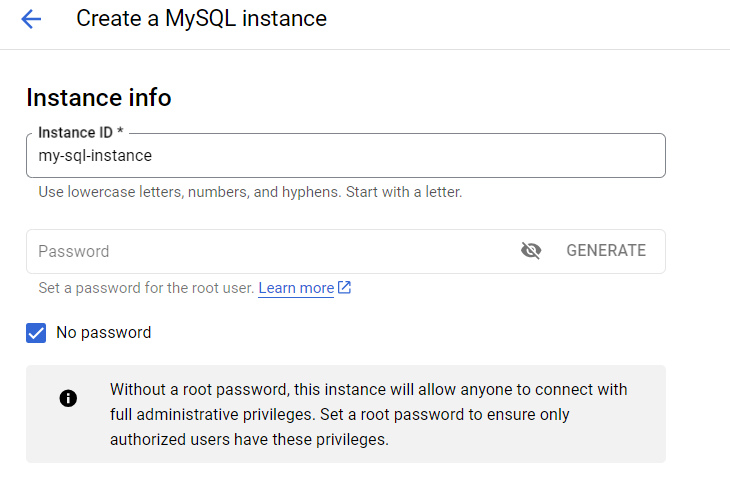 Create a MySQL instance
Instance info
Instance ID *
my-sql-instance
Use lowercase letters, numbers, and hyphens. Start with a letter.
Password
GENERATE
Set a password for the root user. Learn more
No password
Without a root password, this instance will allow anyone to connect with
full administrative privileges. Set a root password to ensure only
authorized users have these privileges.